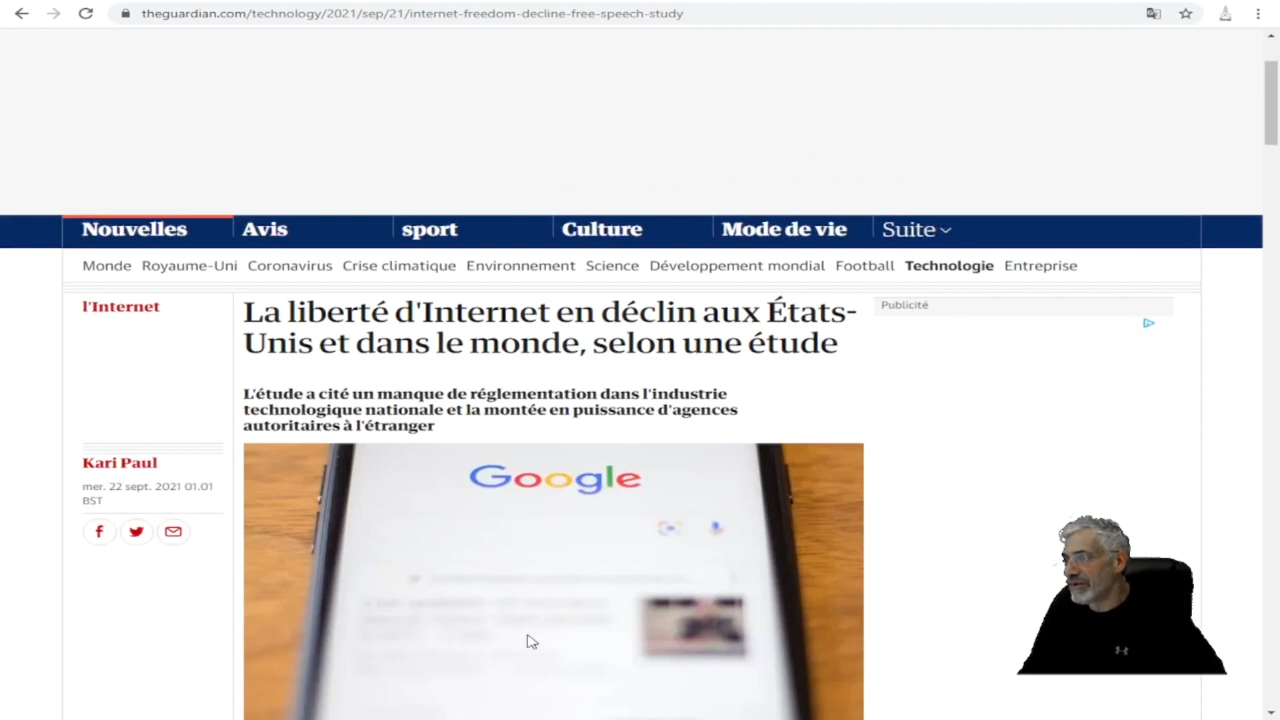 theguardian.com/technology/2021/sep/21/internet-freedom-decline-free-speech-study
Nouvelles Avis sport Culture Mode de vie Suite
Monde Royaume-Uni Coronavirus Crise climatique Environnement Science Développement mondial Football Technologie Entreprise
l'Internet
La liberté d'Internet en déclin aux États-
Unis et dans le monde, selon une étude
Publicité
L'étude a cité un manque de réglementation dans l'industrie
technologique nationale et la montée en puissance d'agences
autoritaires à l'étranger
Kari Paul
mer. 22 sept. 2021 01.01
BST
Google